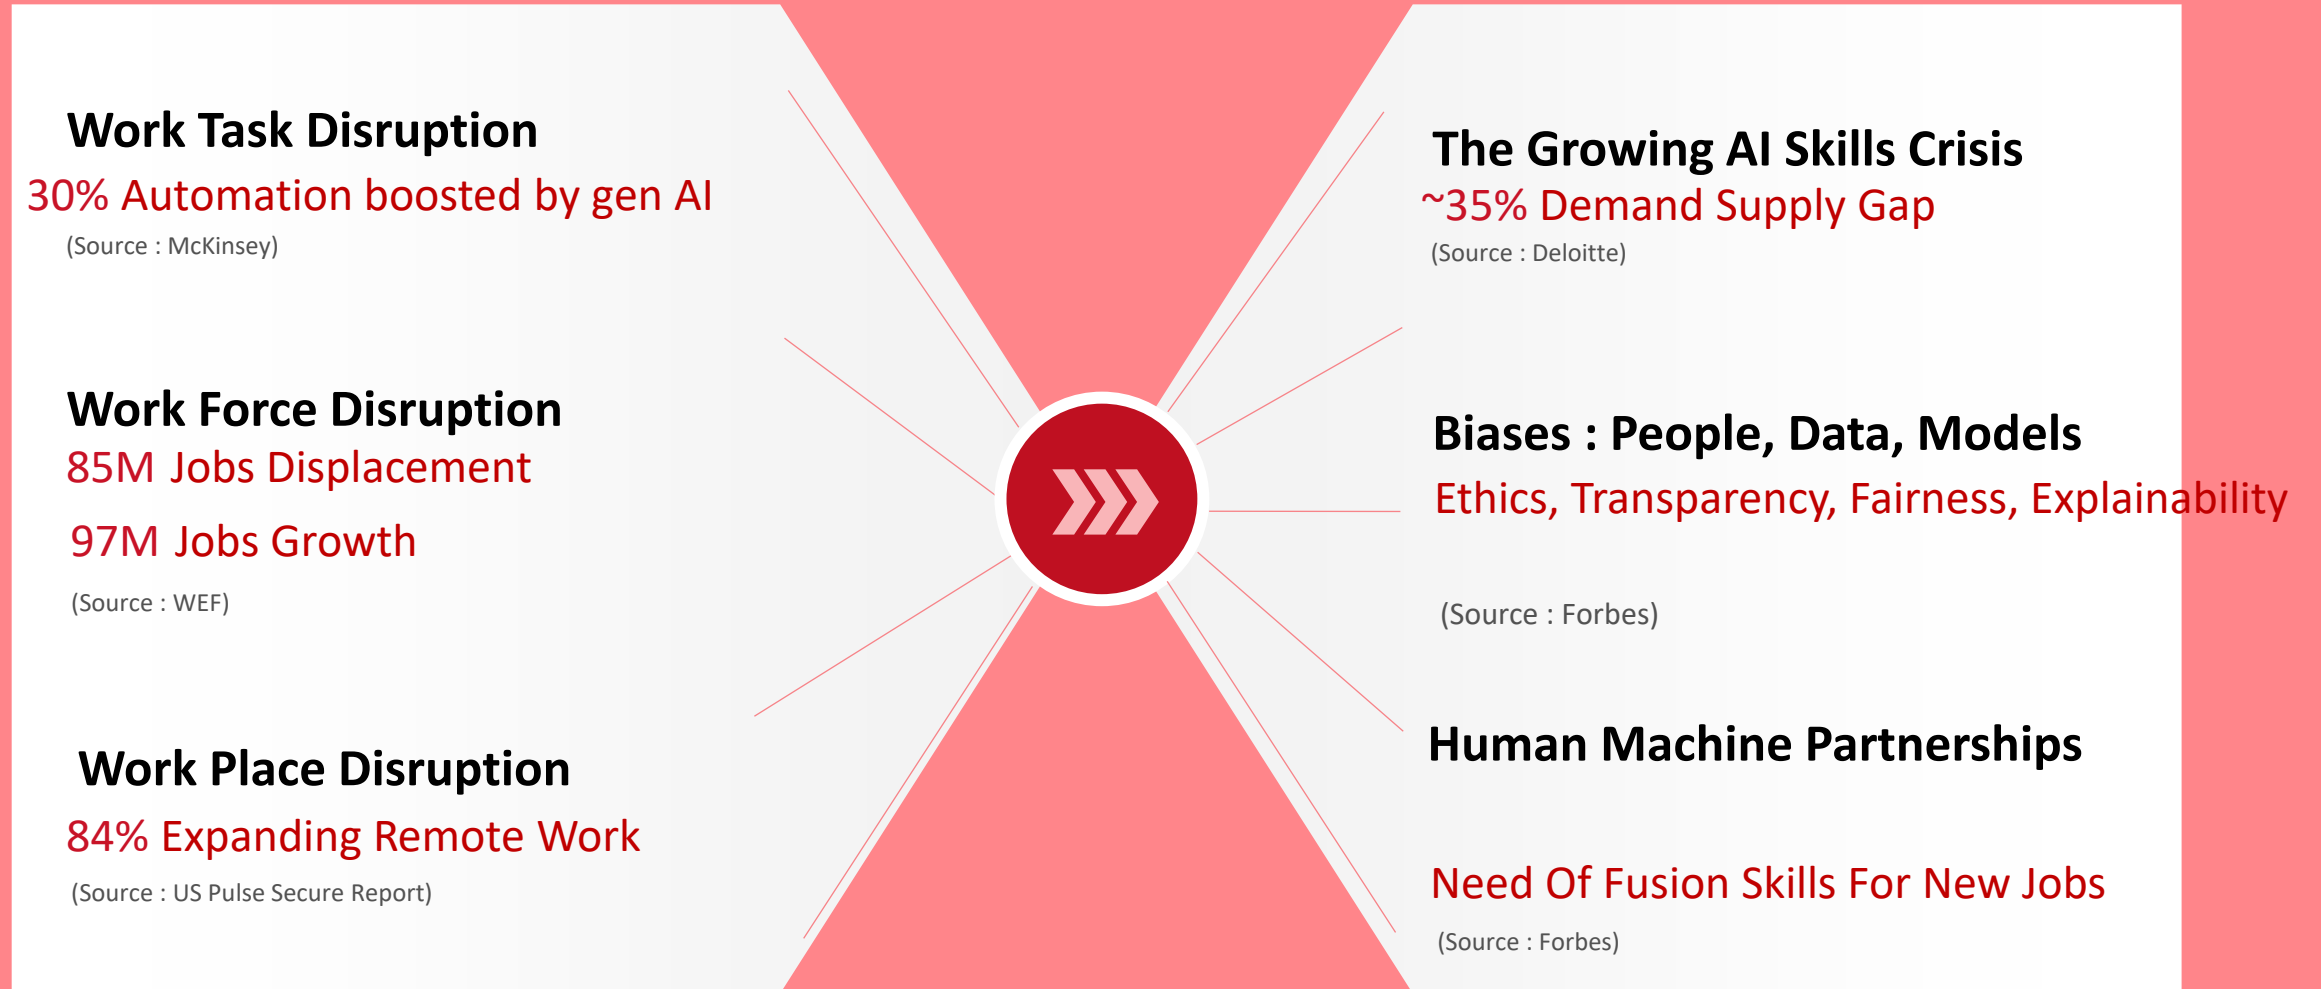 Work Task Disruption
30% Automation boosted by gen AI
(Source : McKinsey)
Work Force Disruption
85M Jobs Displacement
97M Jobs Growth
(Source : WEF)
Work Place Disruption
84% Expanding Remote Work
(Source : US Pulse Secure Report)
The Growing AI Skills Crisis
~35% Demand Supply Gap
(Source : Deloitte)
Biases : People, Data, Models
Ethics, Transparency, Fairness, Explainability
(Source : Forbes)
Human Machine Partnerships
Need Of Fusion Skills For New Jobs
(Source : Forbes)